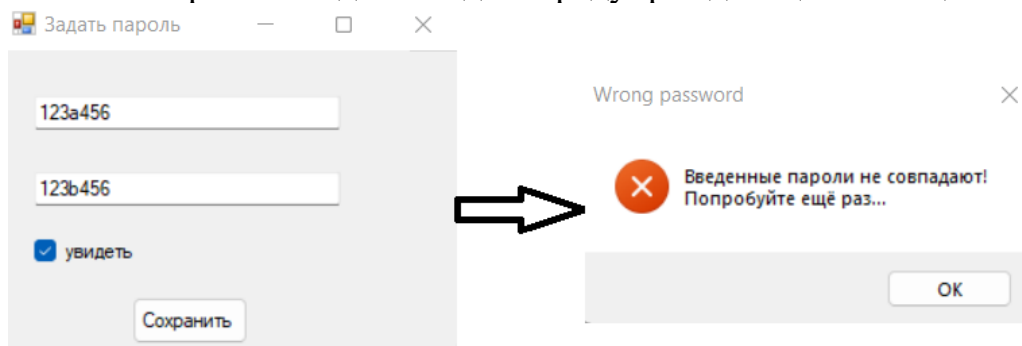 Задать пароль
123a456
123b456
увидеть
Сохранить
Wrong password
Введенные пароли не совпадают!
Попробуйте ещё раз...
OK